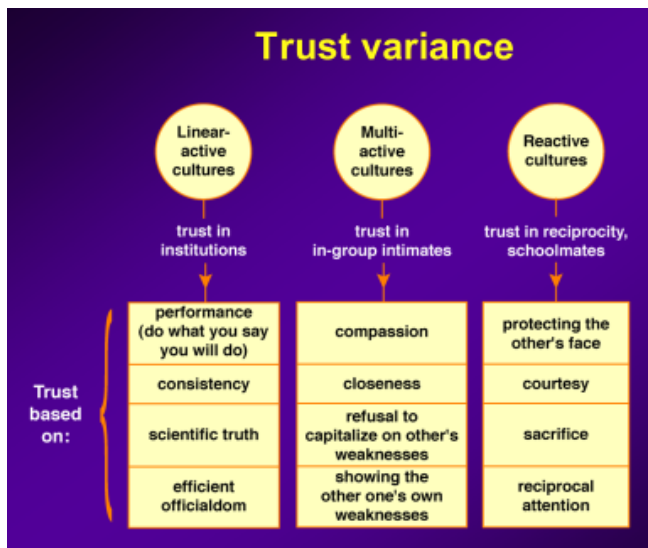 Trust variance
Linear-
active
cultures
Multi-
active
cultures
Reactive
cultures
trust in
institutions
trust in
in-group intimates
trust in reciprocity,
schoolmates
Trust
based
on:
performance
(do what you say
you will do)
compassion
protecting the
other's face
consistency
closeness
courtesy
scientific truth
refusal to
capitalize on other's
weaknesses
sacrifice
efficient
officialdom
showing the
other one's own
weaknesses
reciprocal
attention